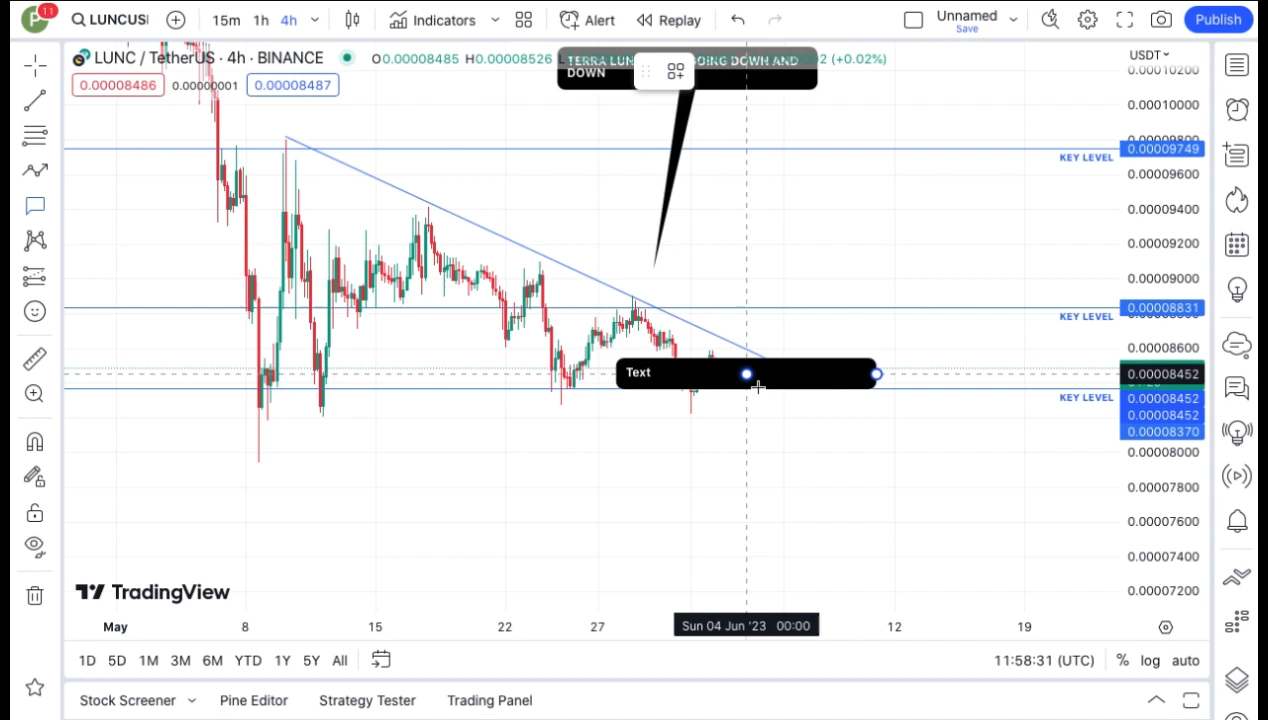 P
11
LUNCUS
15m 1h 4h
Indicators
Alert
Replay
Unnamed
Save
Publish
LUNC / TetherUS · 4h · BINANCE
O0.00008485 H0.00008526
(+0.02%)
DOWN AND
DOWN
USDT
0.00008486
0.00000001
0.00008487
0.00010200
0.00010000
0.00009749
KEY LEVEL
0.00009600
0.00009400
0.00009200
0.00009000
0.00008831
KEY LEVEL
0.00008600
Text
0.00008452
KEY LEVEL
0.00008452
0.00008452
0.00008370
0.00008000
0.00007800
0.00007600
0.00007400
0.00007200
TradingView
May 8 15 22 27 Sun 04 Jun '23 00:00 12 19
1D 5D 1M 3M 6M YTD 1Y 5Y All
11:58:31 (UTC) % log auto
Stock Screener Pine Editor Strategy Tester Trading Panel